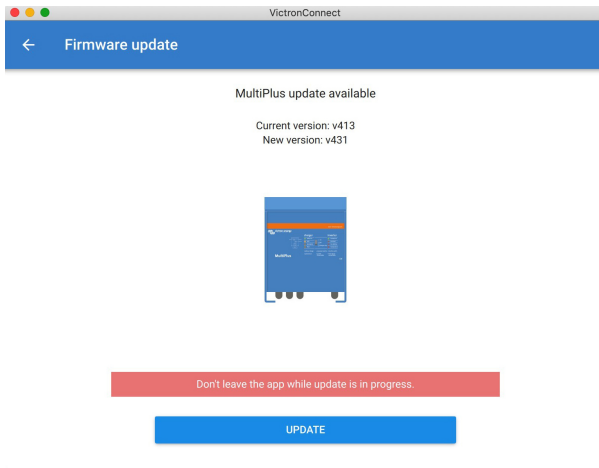 VictronConnect
Firmware update
MultiPlus update available
Current version: v413
New version: v431
MultiPlus
Don't leave the app while update is in progress.
UPDATE